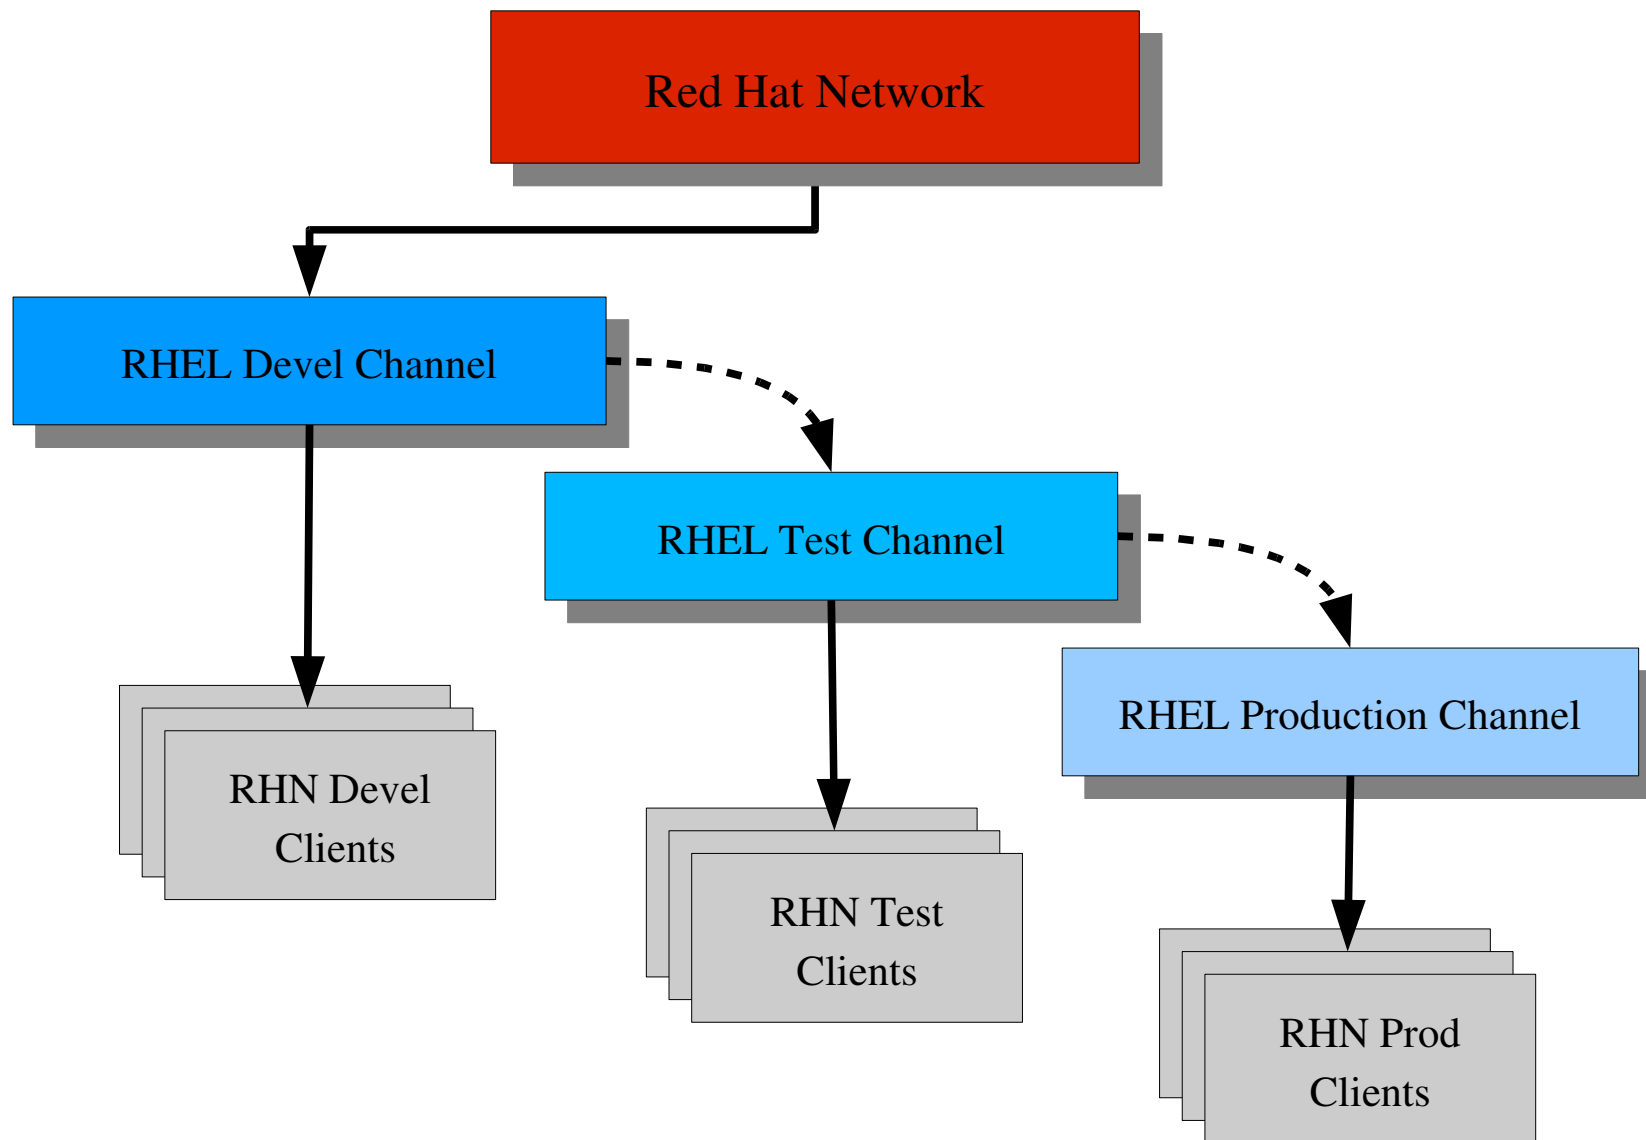 Red Hat Network
RHEL Devel Channel
RHEL Test Channel
RHEL Production Channel
RHN Devel
Clients
RHN Test
Clients
RHN Prod
Clients